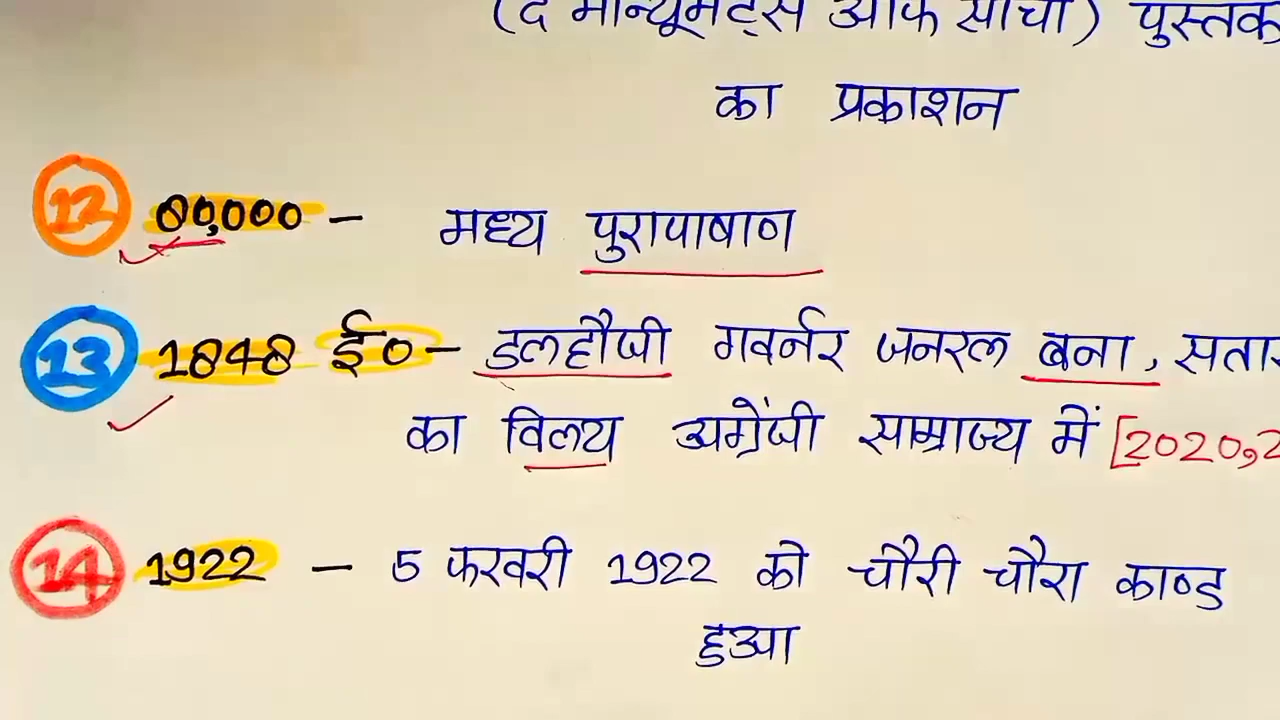 (द मान्यूमेंट्स ऑफ साँची) पुस्तक
का प्रकाशन
12 80,000 – मध्य पुरापाषाण
13 1848 ई० – डलहौजी गवर्नर जनरल बना, सता
का विलय अग्रेंजी साम्राज्य में [2020,2
14 1922 – 5 फरवरी 1922 को चौरी चौरा काण्ड
हुआ